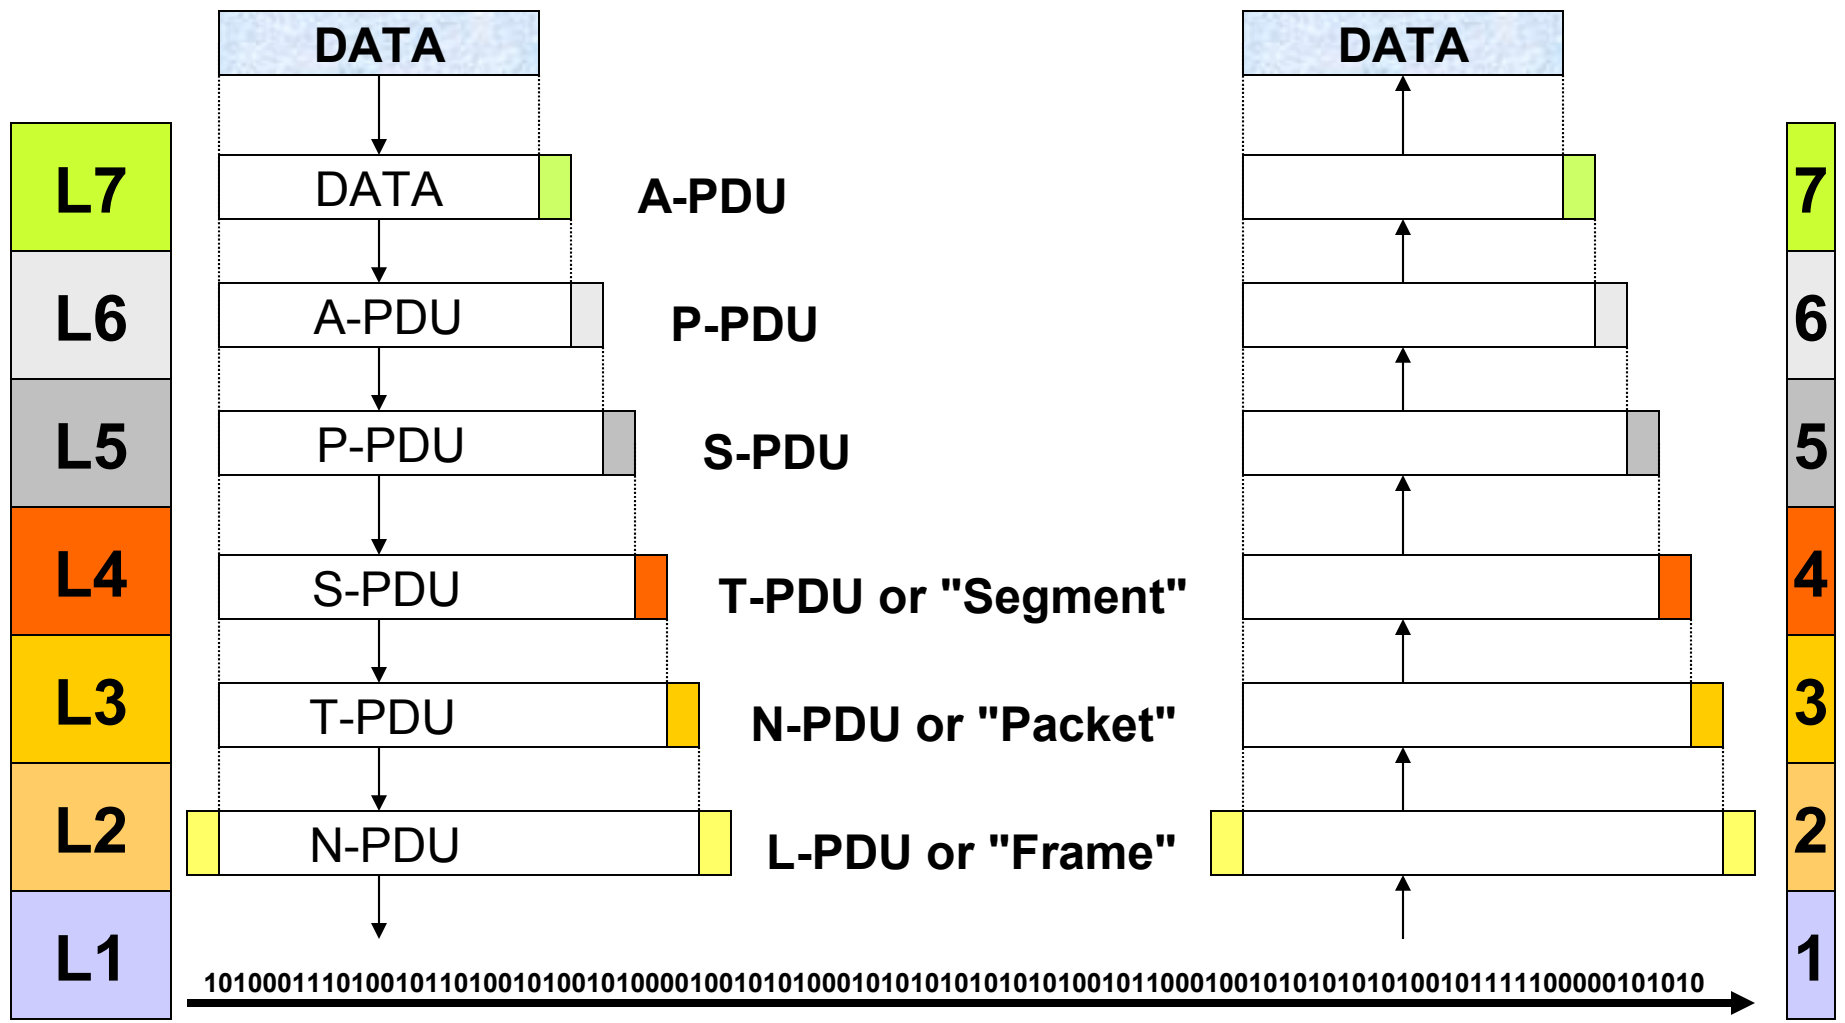 DATA DATA
L7 DATA A-PDU 7
L6 A-PDU P-PDU 6
L5 P-PDU S-PDU 5
L4 S-PDU T-PDU or "Segment" 4
L3 T-PDU N-PDU or "Packet" 3
L2 N-PDU L-PDU or "Frame" 2
L1 101000111010010110100101001010000100101010001010101010101010010110001001010101010100101111100000101010 1